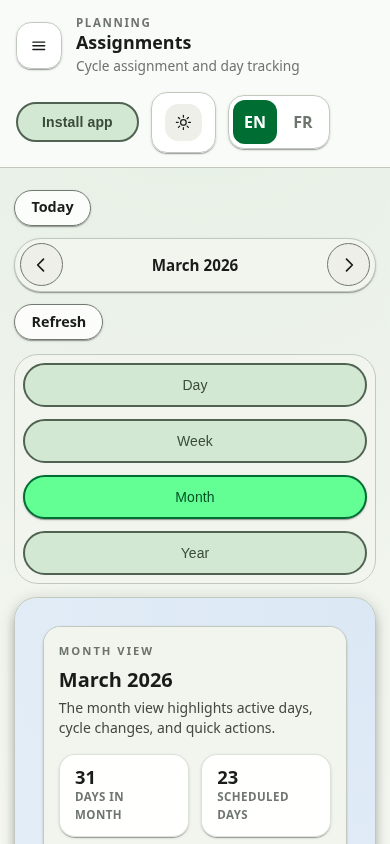 PLANNING
Assignments
Cycle assignment and day tracking
Install app
EN
FR
Today
March 2026
Refresh
Day
Week
Month
Year
MONTH VIEW
March 2026
The month view highlights active days,
cycle changes, and quick actions.
31
DAYS IN
MONTH
23
SCHEDULED
DAYS